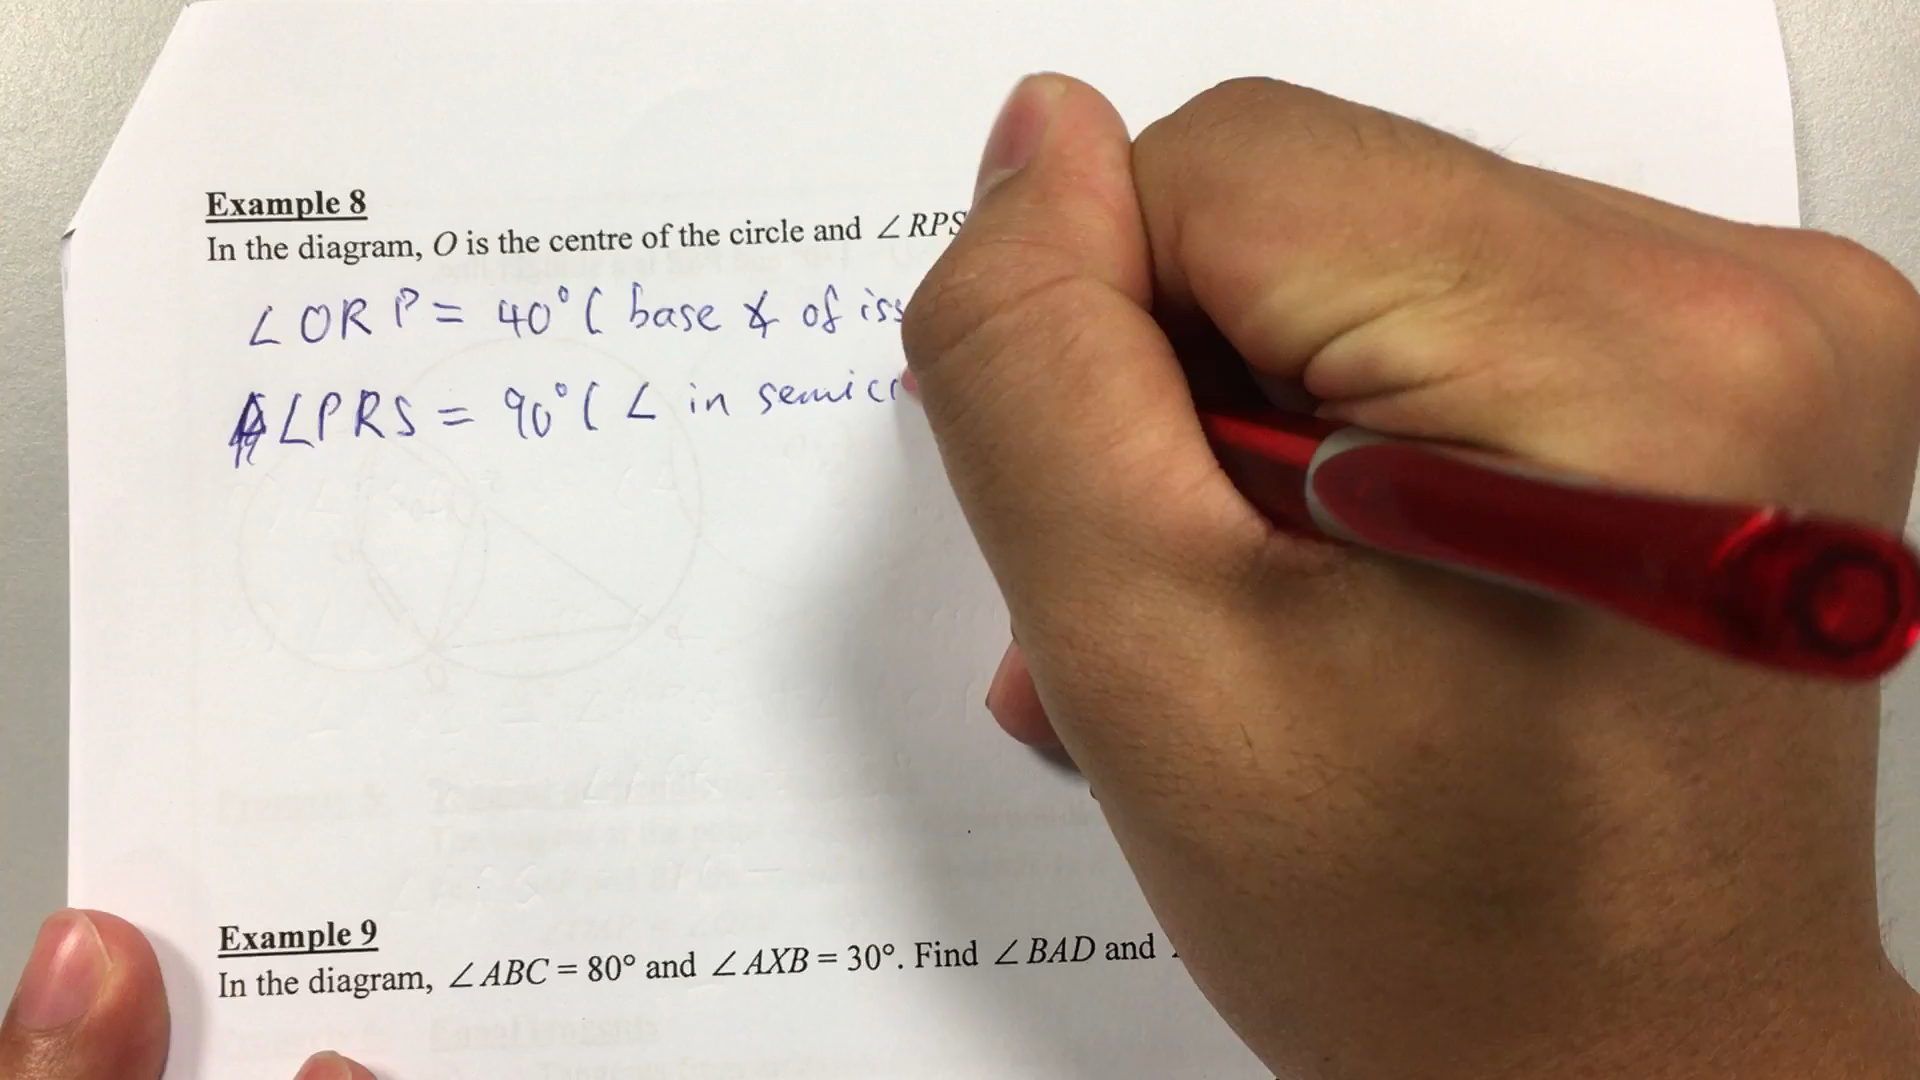 Example 8
In the diagram, O is the centre of the circle and ∠RPS
∠ORP = 40° ( base ∡ of iss
∠PRS = 90° ( ∠ in semici
Example 9
In the diagram, ∠ABC = 80° and ∠AXB = 30°. Find ∠BAD and